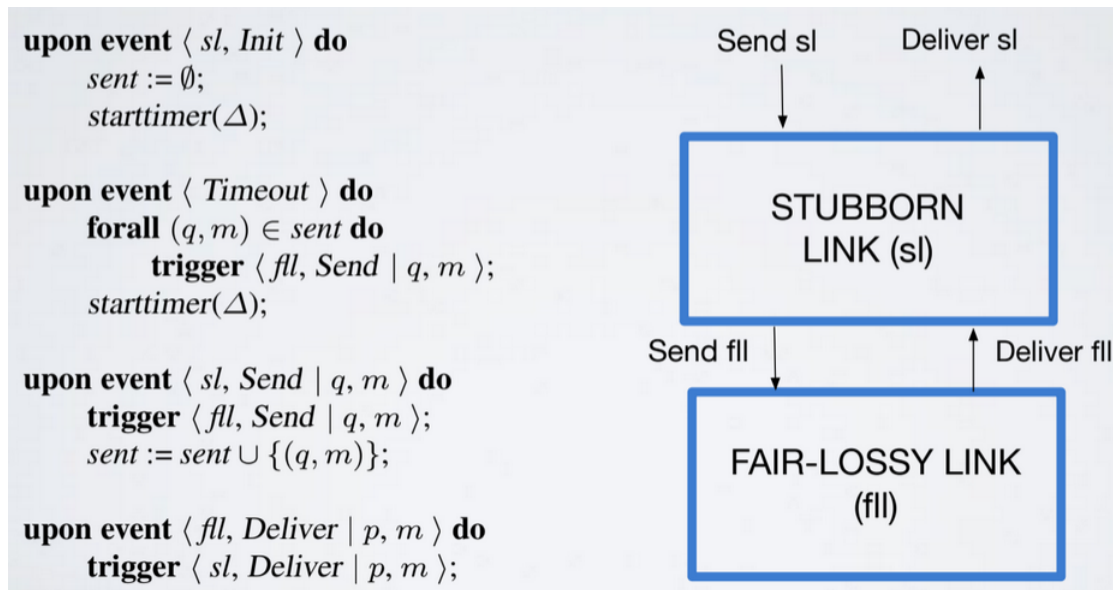 upon event ⟨ sl, Init ⟩ do
sent := ∅;
starttimer(Δ);
upon event ⟨ Timeout ⟩ do
forall (q, m) ∈ sent do
trigger ⟨ fll, Send | q, m ⟩;
starttimer(Δ);
upon event ⟨ sl, Send | q, m ⟩ do
trigger ⟨ fll, Send | q, m ⟩;
sent := sent ∪ {(q, m)};
upon event ⟨ fll, Deliver | p, m ⟩ do
trigger ⟨ sl, Deliver | p, m ⟩;
Send sl
Deliver sl
STUBBORN
LINK (sl)
Send fll
Deliver fll
FAIR-LOSSY LINK
(fll)